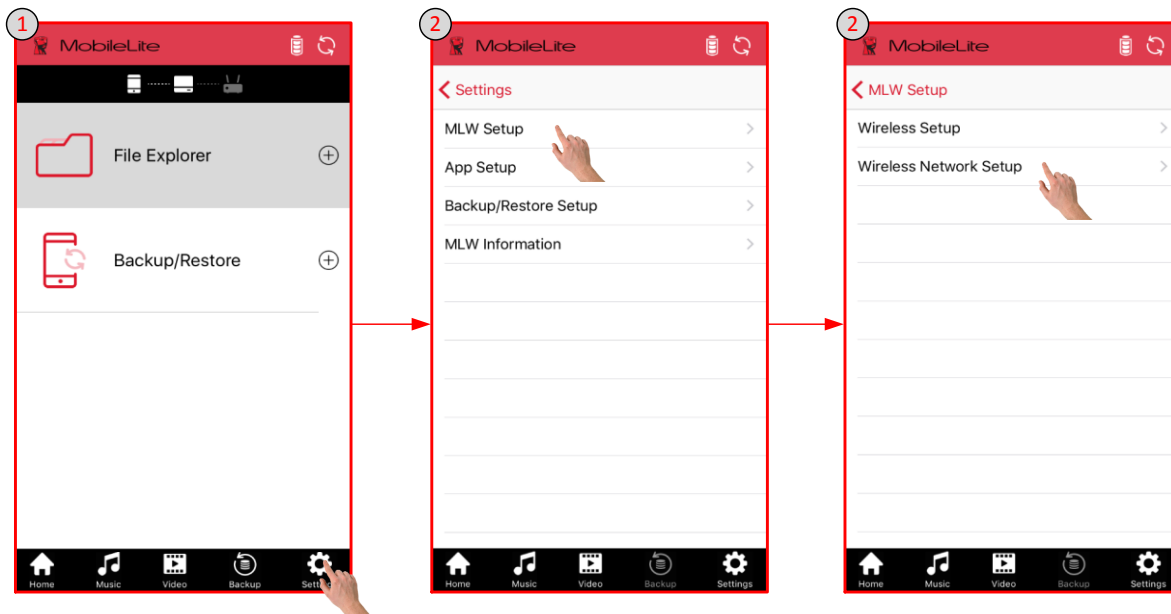 1
MobileLite
File Explorer
Backup/Restore
Home Music Video Backup
2
MobileLite
Settings
MLW Setup
App Setup
Backup/Restore Setup
MLW Information
Home Music Video Backup Settings
2
MobileLite
MLW Setup
Wireless Setup
Wireless Network Setup
Home Music Video Backup Settings